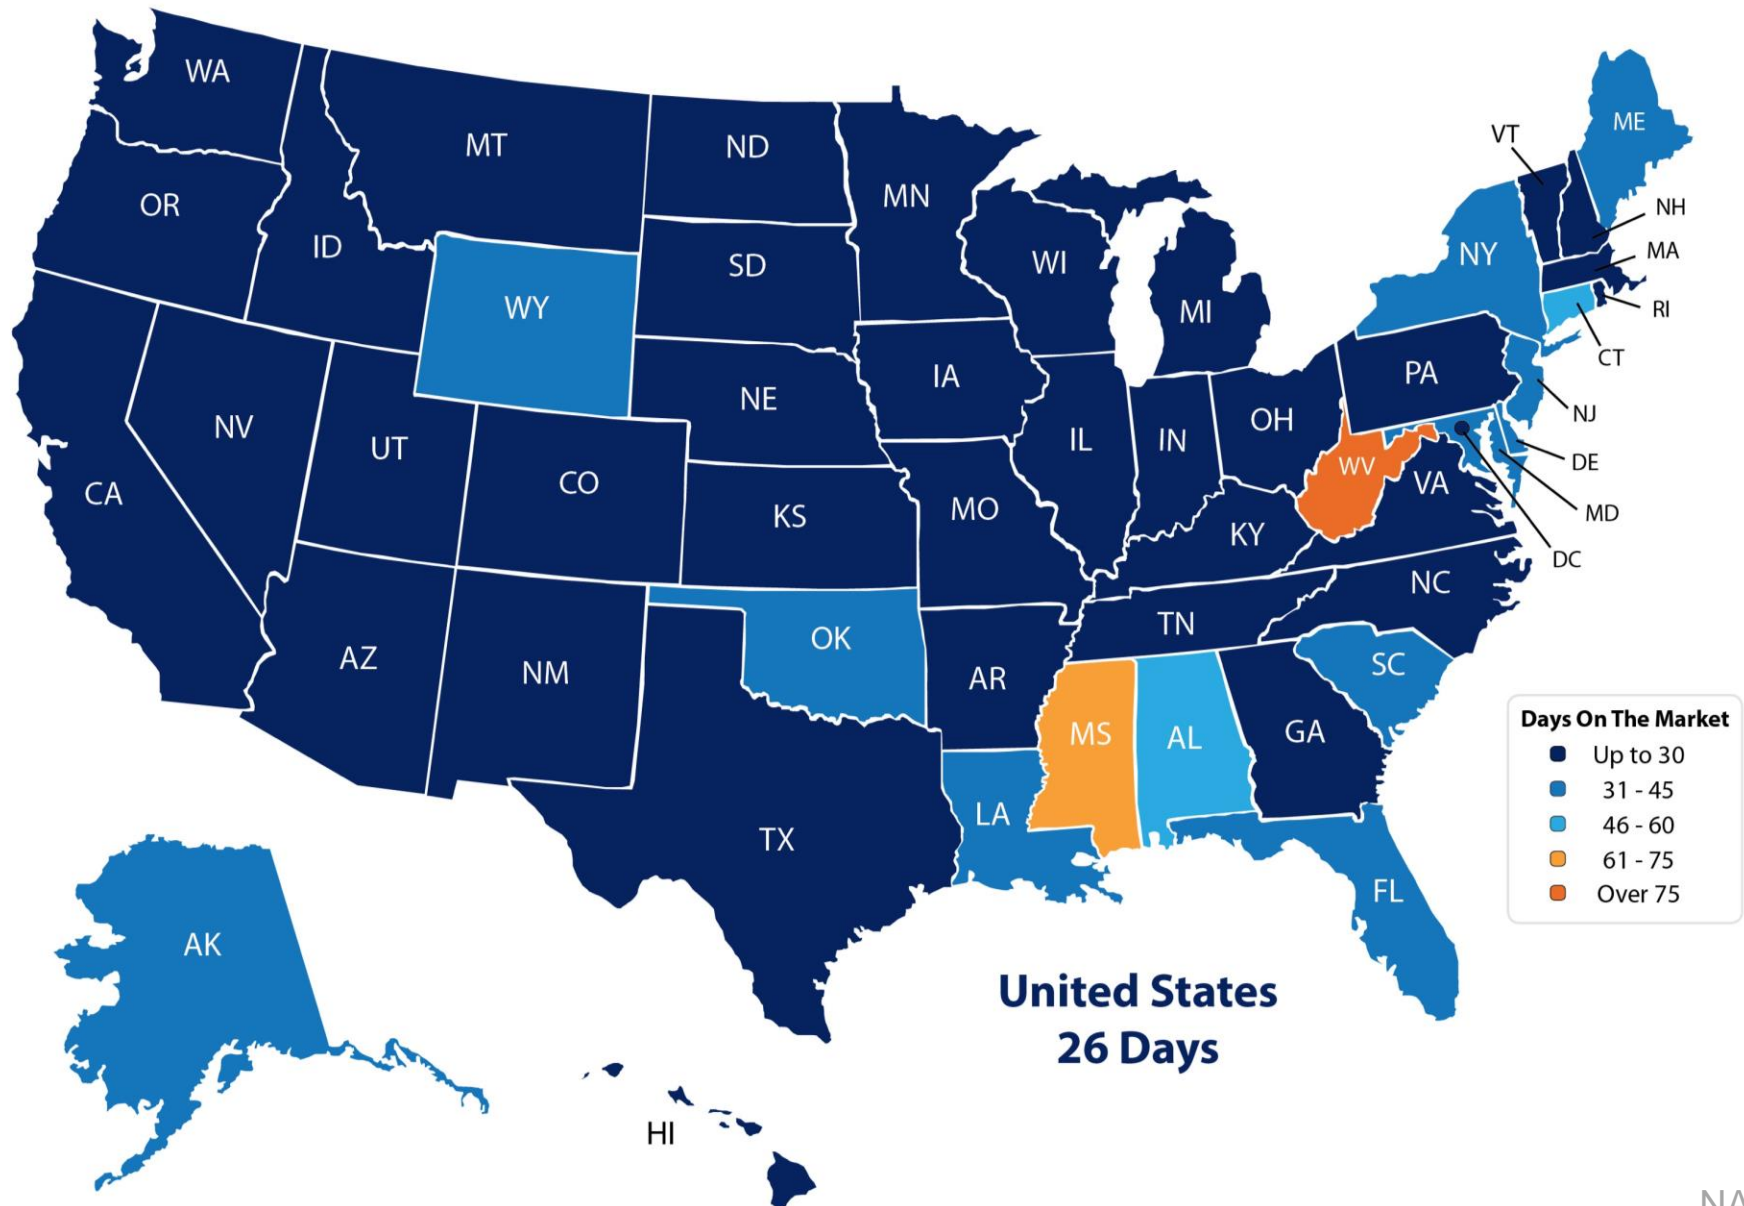 WA
MT
ND
MN
VT
ME
OR
ID
SD
WI
MI
NY
NH
MA
RI
CT
WY
NV
UT
CO
NE
IA
IL
IN
OH
PA
NJ
DE
MD
DC
CA
KS
MO
KY
WV
VA
AZ
NM
OK
AR
TN
NC
SC
TX
LA
MS
AL
GA
FL
AK
HI
Days On The Market
Up to 30
31 - 45
46 - 60
61 - 75
Over 75
United States
26 Days